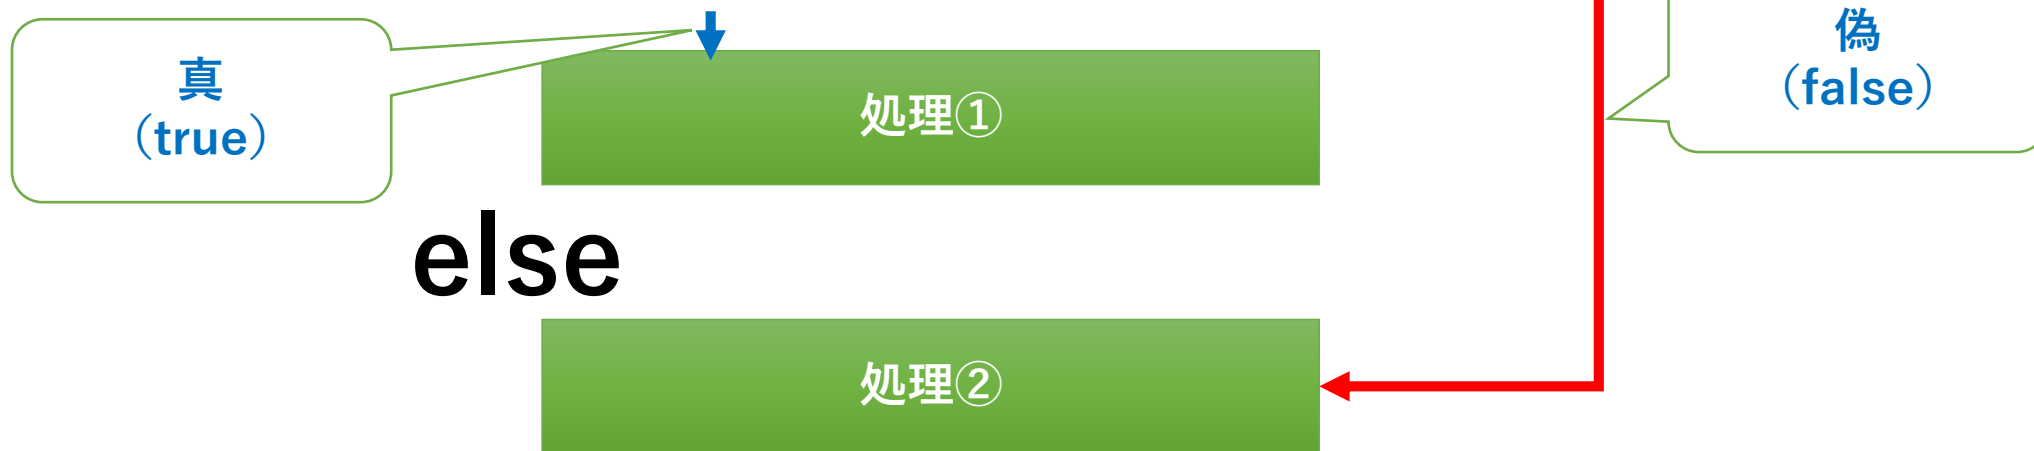 真
（true）
処理①
偽
（false）
else
処理②